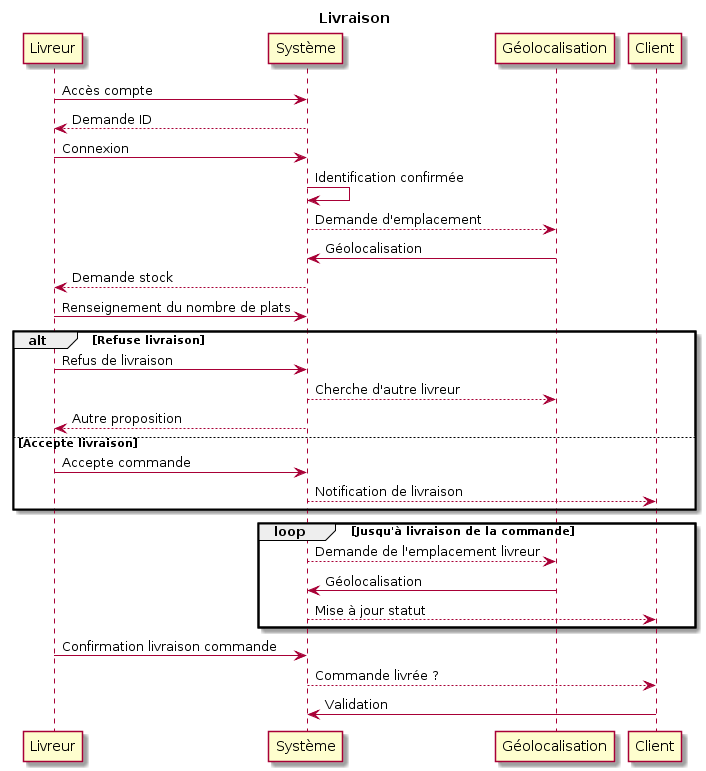 Livraison
Livreur Système Géolocalisation Client
Accès compte
Demande ID
Connexion
Identification confirmée
Demande d'emplacement
Géolocalisation
Demande stock
Renseignement du nombre de plats
alt [Refuse livraison]
Refus de livraison
Cherche d'autre livreur
Autre proposition
[Accepte livraison]
Accepte commande
Notification de livraison
loop [Jusqu'à livraison de la commande]
Demande de l'emplacement livreur
Géolocalisation
Mise à jour statut
Confirmation livraison commande
Commande livrée ?
Validation
Livreur Système Géolocalisation Client